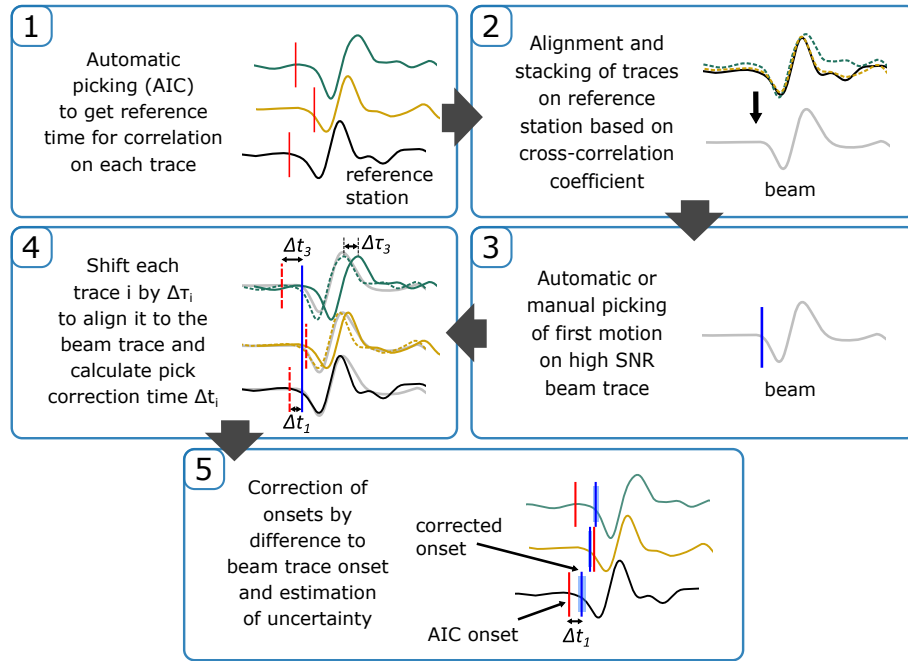 1
Automatic
picking (AIC)
to get reference
time for correlation
on each trace
reference
station
2
Alignment and
stacking of traces
on reference
station based on
cross-correlation
coefficient
beam
3
Automatic or
manual picking
of first motion
on high SNR
beam trace
beam
4
Shift each
trace i by Δτᵢ
to align it to the
beam trace and
calculate pick
correction time Δtᵢ
Δt₃
Δτ₃
Δt₁
5
Correction of
onsets by
difference to
beam trace onset
and estimation
of uncertainty
corrected
onset
AIC onset
Δt₁